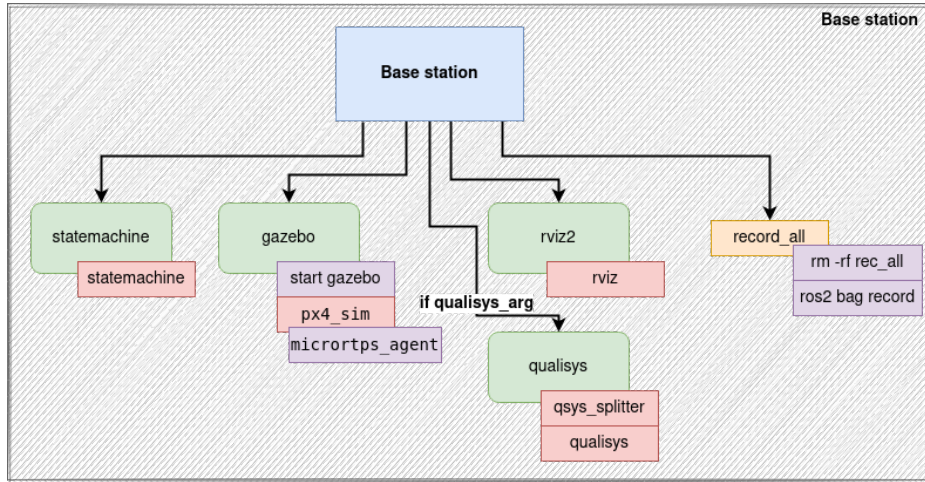 Base station
Base station
statemachine
statemachine
gazebo
start gazebo
px4_sim
micrortps_agent
rviz2
rviz
if qualisys_arg
qualisys
qsys_splitter
qualisys
record_all
rm -rf rec_all
ros2 bag record